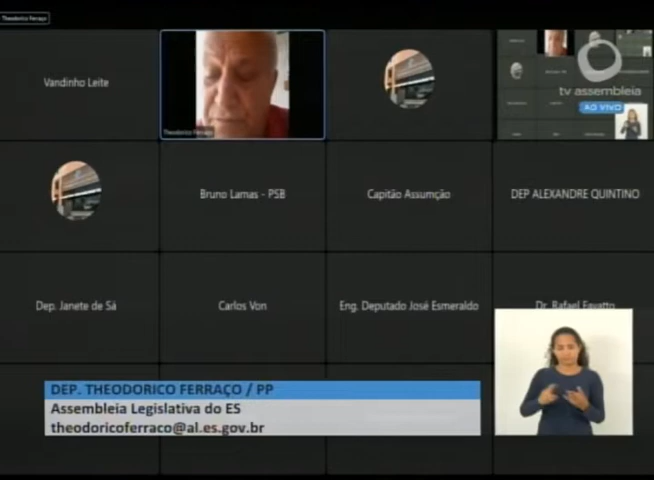 Theodorico Ferraço
Vandinho Leite
Theodorico Ferraço
tv assembleia
AO VIVO
Bruno Lamas - PSB
Capitão Assumção
DEP ALEXANDRE QUINTINO
Dep. Janete de Sá
Carlos Von
Eng. Deputado José Esmeraldo
Dr. Rafael Favatto
DEP. THEODORICO FERRAÇO / PP
Assembleia Legislativa do ES
theodoricoferraco@al.es.gov.br